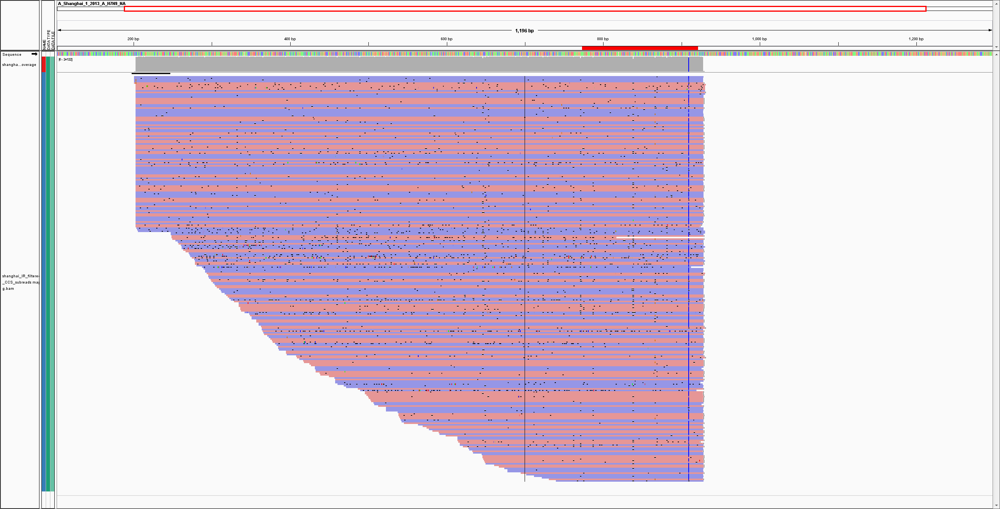 A_Shanghai_1_2013_A_H7N9_NA
NAME
DATA TYPE
DATA FILE
1,196 bp
200 bp
400 bp
600 bp
800 bp
1,000 bp
1,200 bp
Sequence
shangha...overage
[0 - 24122]
shanghai_IR_filtere
_CCS_subreads ma
g.bam